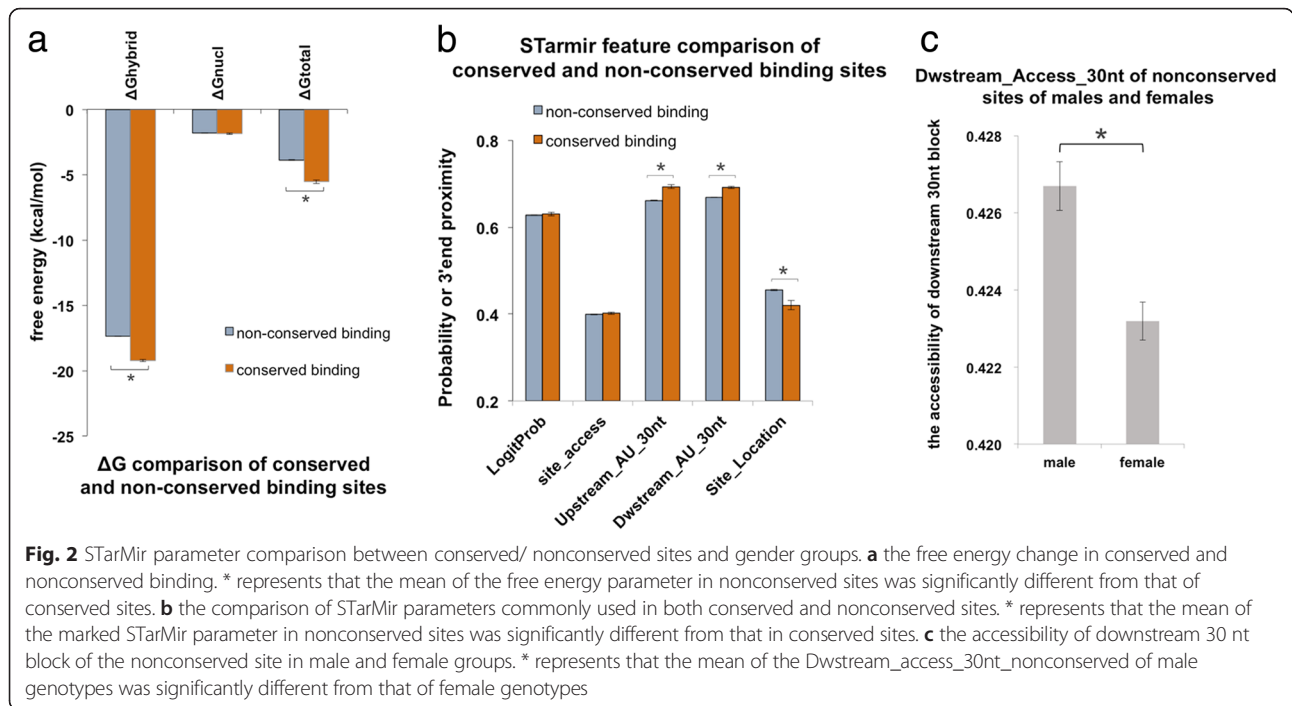 a
ΔGhybrid
ΔGnucl
ΔGtotal
0
-5
-10
-15
-20
-25
free energy (kcal/mol)
*
*
non-conserved binding
conserved binding
ΔG comparison of conserved
and non-conserved binding sites
b
STarmir feature comparison of
conserved and non-conserved binding sites
non-conserved binding
conserved binding
0.8
0.6
0.4
0.2
Probability or 3'end proximity
*
*
*
LogitProb
site_access
Upstream_AU_30nt
Dwstream_AU_30nt
Site_Location
c
Dwstream_Access_30nt of nonconserved
sites of males and females
the accessibility of downstream 30nt block
0.428
0.426
0.424
0.422
0.420
*
male
female
Fig. 2 STarMir parameter comparison between conserved/ nonconserved sites and gender groups. a the free energy change in conserved and
nonconserved binding. * represents that the mean of the free energy parameter in nonconserved sites was significantly different from that of
conserved sites. b the comparison of STarMir parameters commonly used in both conserved and nonconserved sites. * represents that the mean of
the marked STarMir parameter in nonconserved sites was significantly different from that in conserved sites. c the accessibility of downstream 30 nt
block of the nonconserved site in male and female groups. * represents that the mean of the Dwstream_access_30nt_nonconserved of male
genotypes was significantly different from that of female genotypes